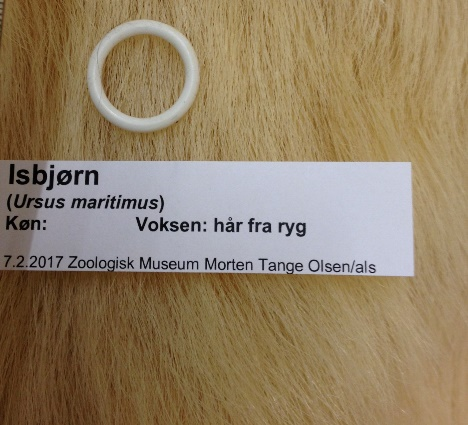 Isbjørn
(Ursus maritimus)
Køn: Voksen: hår fra ryg
7.2.2017 Zoologisk Museum Morten Tange Olsen/als